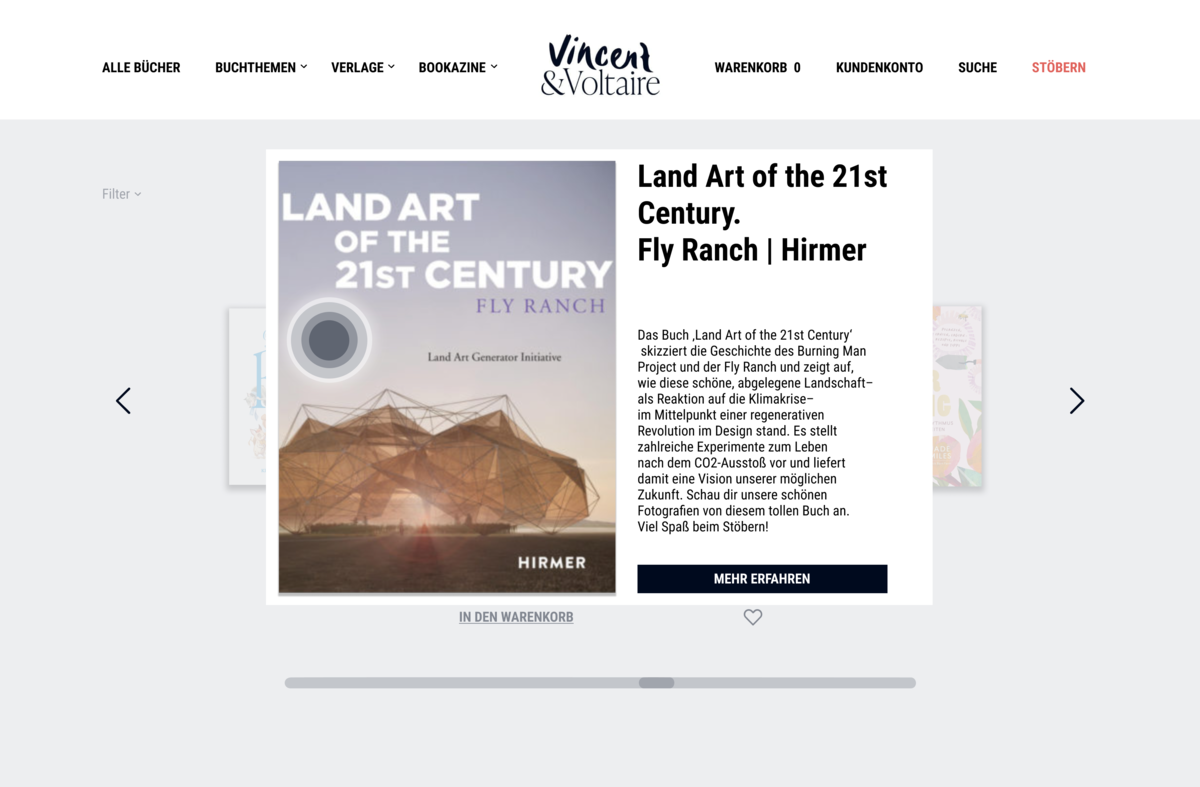 ALLE BÜCHER BUCHTHEMEN VERLAGE BOOKAZINE
Vincent
&Voltaire
WARENKORB 0 KUNDENKONTO SUCHE STÖBERN
Filter
LAND ART
OF THE
21ST CENTURY
FLY RANCH
Land Art Generator Initiative
HIRMER
Land Art of the 21st
Century.
Fly Ranch | Hirmer
Das Buch ‚Land Art of the 21st Century‘
skizziert die Geschichte des Burning Man
Project und der Fly Ranch und zeigt auf,
wie diese schöne, abgelegene Landschaft–
als Reaktion auf die Klimakrise–
im Mittelpunkt einer regenerativen
Revolution im Design stand. Es stellt
zahlreiche Experimente zum Leben
nach dem CO2-Ausstoß vor und liefert
damit eine Vision unserer möglichen
Zukunft. Schau dir unsere schönen
Fotografien von diesem tollen Buch an.
Viel Spaß beim Stöbern!
MEHR ERFAHREN
IN DEN WARENKORB